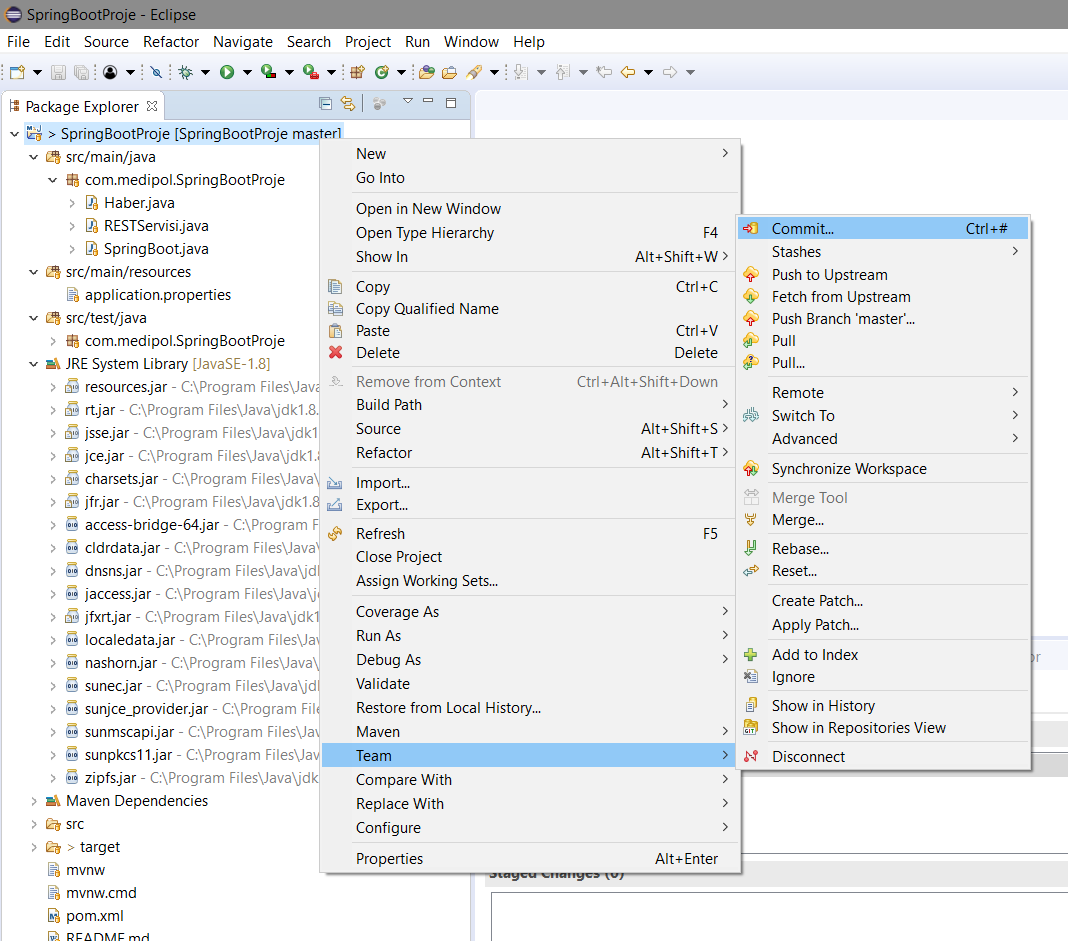 SpringBootProje - Eclipse
File Edit Source Refactor Navigate Search Project Run Window Help
Package Explorer
> SpringBootProje [SpringBootProje master]
src/main/java
com.medipol.SpringBootProje
Haber.java
RESTServisi.java
SpringBoot.java
src/main/resources
application.properties
src/test/java
com.medipol.SpringBootProje
JRE System Library [JavaSE-1.8]
resources.jar - C:\Program Files\Java
rt.jar - C:\Program Files\Java\jdk1.8.
jsse.jar - C:\Program Files\Java\jdk1
jce.jar - C:\Program Files\Java\jdk1.
charsets.jar - C:\Program Files\Java
jfr.jar - C:\Program Files\Java\jdk1.8
access-bridge-64.jar - C:\Program F
cldrdata.jar - C:\Program Files\Java\
dnsns.jar - C:\Program Files\Java\jd
jaccess.jar - C:\Program Files\Java\jd
jfxrt.jar - C:\Program Files\Java\jdk1
localedata.jar - C:\Program Files\Ja
nashorn.jar - C:\Program Files\Java
sunec.jar - C:\Program Files\Java\jd
sunjce_provider.jar - C:\Program Fi
sunmscapi.jar - C:\Program Files\Ja
sunpkcs11.jar - C:\Program Files\Ja
zipfs.jar - C:\Program Files\Java\jdk
Maven Dependencies
src
> target
mvnw
mvnw.cmd
pom.xml
README.md
New
Go Into
Open in New Window
Open Type Hierarchy F4
Show In Alt+Shift+W
Copy Ctrl+C
Copy Qualified Name
Paste Ctrl+V
Delete Delete
Remove from Context Ctrl+Alt+Shift+Down
Build Path
Source Alt+Shift+S
Refactor Alt+Shift+T
Import...
Export...
Refresh F5
Close Project
Assign Working Sets...
Coverage As
Run As
Debug As
Validate
Restore from Local History...
Maven
Team
Compare With
Replace With
Configure
Properties Alt+Enter
Commit... Ctrl+#
Stashes
Push to Upstream
Fetch from Upstream
Push Branch 'master'...
Pull
Pull...
Remote
Switch To
Advanced
Synchronize Workspace
Merge Tool
Merge...
Rebase...
Reset...
Create Patch...
Apply Patch...
Add to Index
Ignore
Show in History
Show in Repositories View
Disconnect
Staged Changes (0)